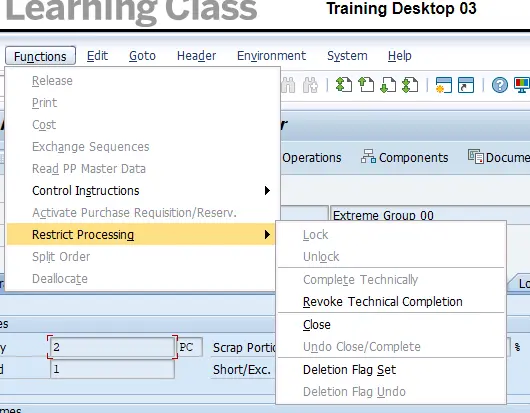 Learning Class
Training Desktop 03
Functions Edit Goto Header Environment System Help
Release
Print
Cost
Exchange Sequences
Read PP Master Data
Operations Components Docume
Control Instructions
Activate Purchase Requisition/Reserv.
Extreme Group 00
Restrict Processing
Lock
Split Order
Unlock
Deallocate
Complete Technically
Lo
Revoke Technical Completion
es
Close
y 2 PC Scrap Portio
Undo Close/Complete
%
d 1 Short/Exc.
Deletion Flag Set
Deletion Flag Undo